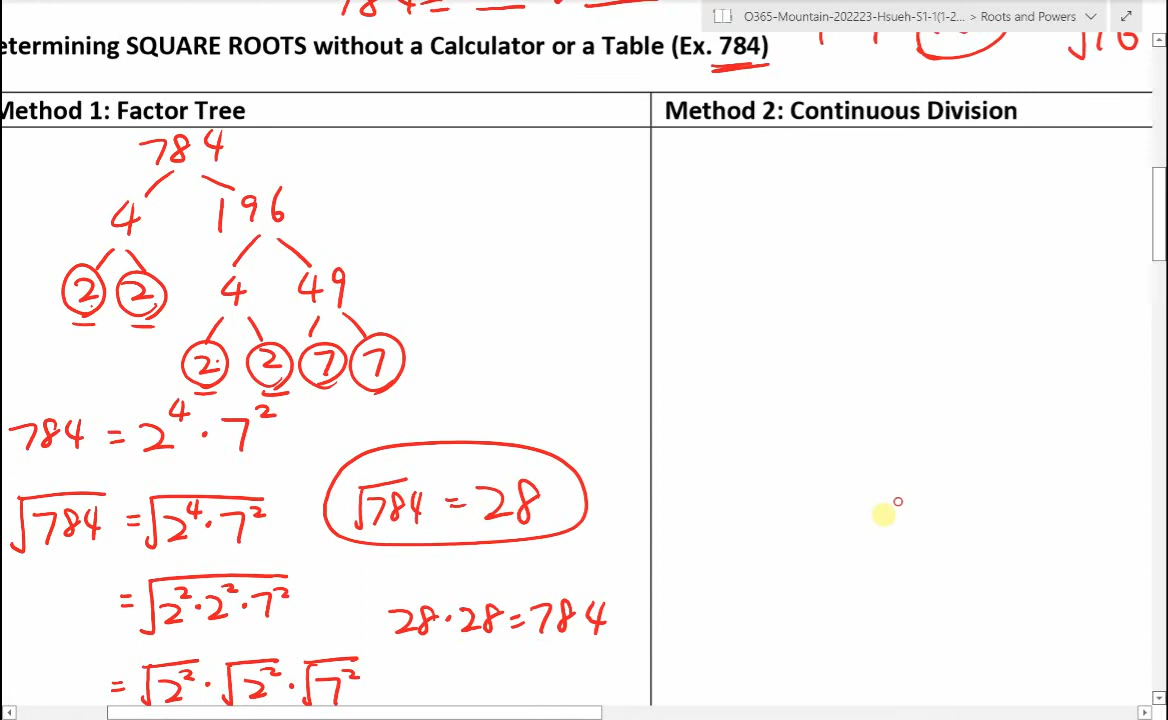 784 =
O365-Mountain-202223-Hsueh-S1-1(1-2... > Roots and Powers
etermining SQUARE ROOTS without a Calculator or a Table (Ex. 784)
√16
Method 1: Factor Tree
Method 2: Continuous Division
784
4 196
2 2 4 49
2 2 7 7
784 = 2⁴ · 7²
√784 = √2⁴ · 7²
√784 = 28
= √2² · 2² · 7²
28 · 28 = 784
= √2² · √2² · √7²